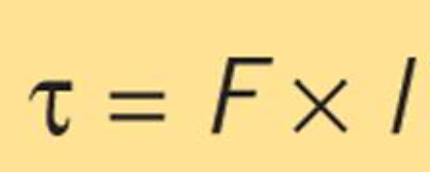 τ = F × l